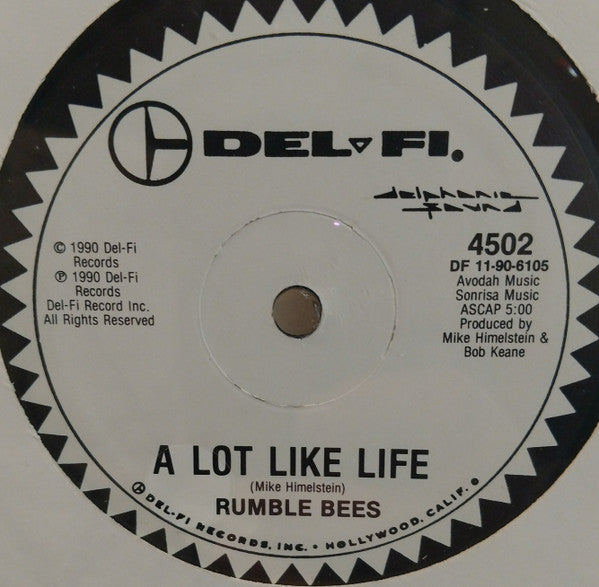 DEL-FI.
delphonic
sound
© 1990 Del-Fi
Records
℗ 1990 Del-Fi
Records
Del-Fi Record Inc.
All Rights Reserved
4502
DF 11-90-6105
Avodah Music
Sonrisa Music
ASCAP 5:00
Produced by
Mike Himelstein &
Bob Keane
A LOT LIKE LIFE
(Mike Himelstein)
RUMBLE BEES
DEL-FI RECORDS, INC. • HOLLYWOOD, CALIF.